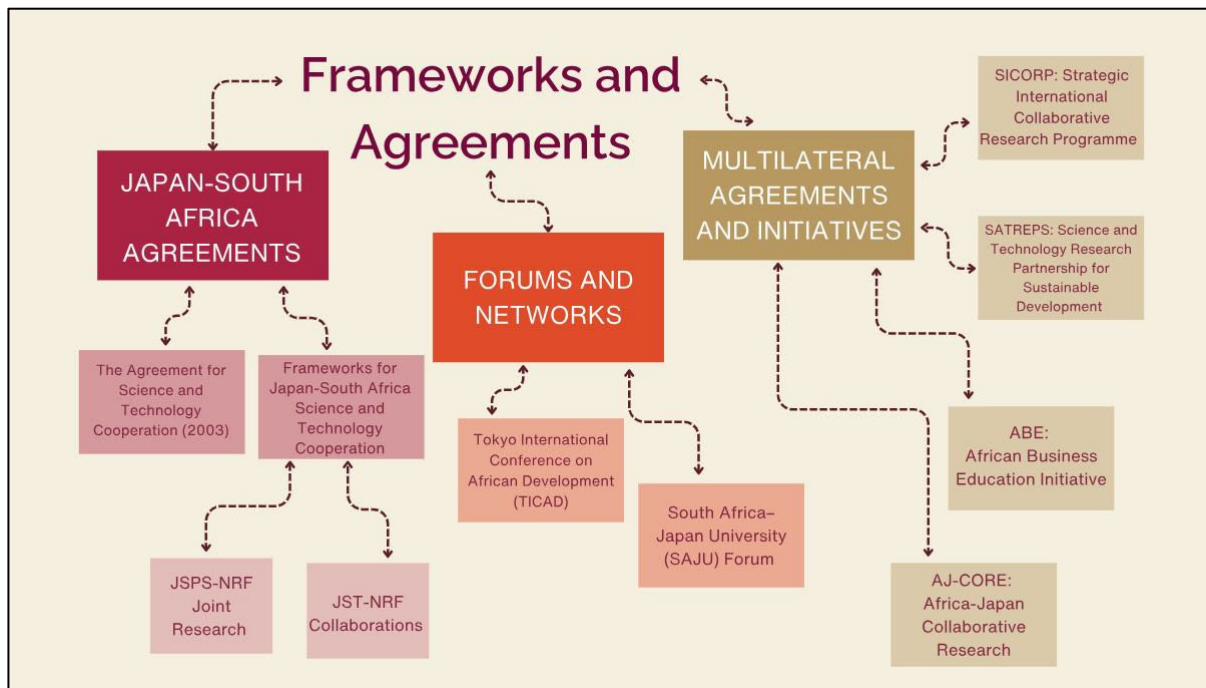 Frameworks and
Agreements
JAPAN-SOUTH
AFRICA
AGREEMENTS
The Agreement for
Science and
Technology
Cooperation (2003)
Frameworks for
Japan-South Africa
Science and
Technology
Cooperation
JSPS-NRF
Joint
Research
JST-NRF
Collaborations
FORUMS AND
NETWORKS
Tokyo International
Conference on
African Development
(TICAD)
South Africa–
Japan University
(SAJU) Forum
MULTILATERAL
AGREEMENTS
AND INITIATIVES
SICORP: Strategic
International
Collaborative
Research Programme
SATREPS: Science and
Technology Research
Partnership for
Sustainable
Development
ABE:
African Business
Education Initiative
AJ-CORE:
Africa-Japan
Collaborative
Research